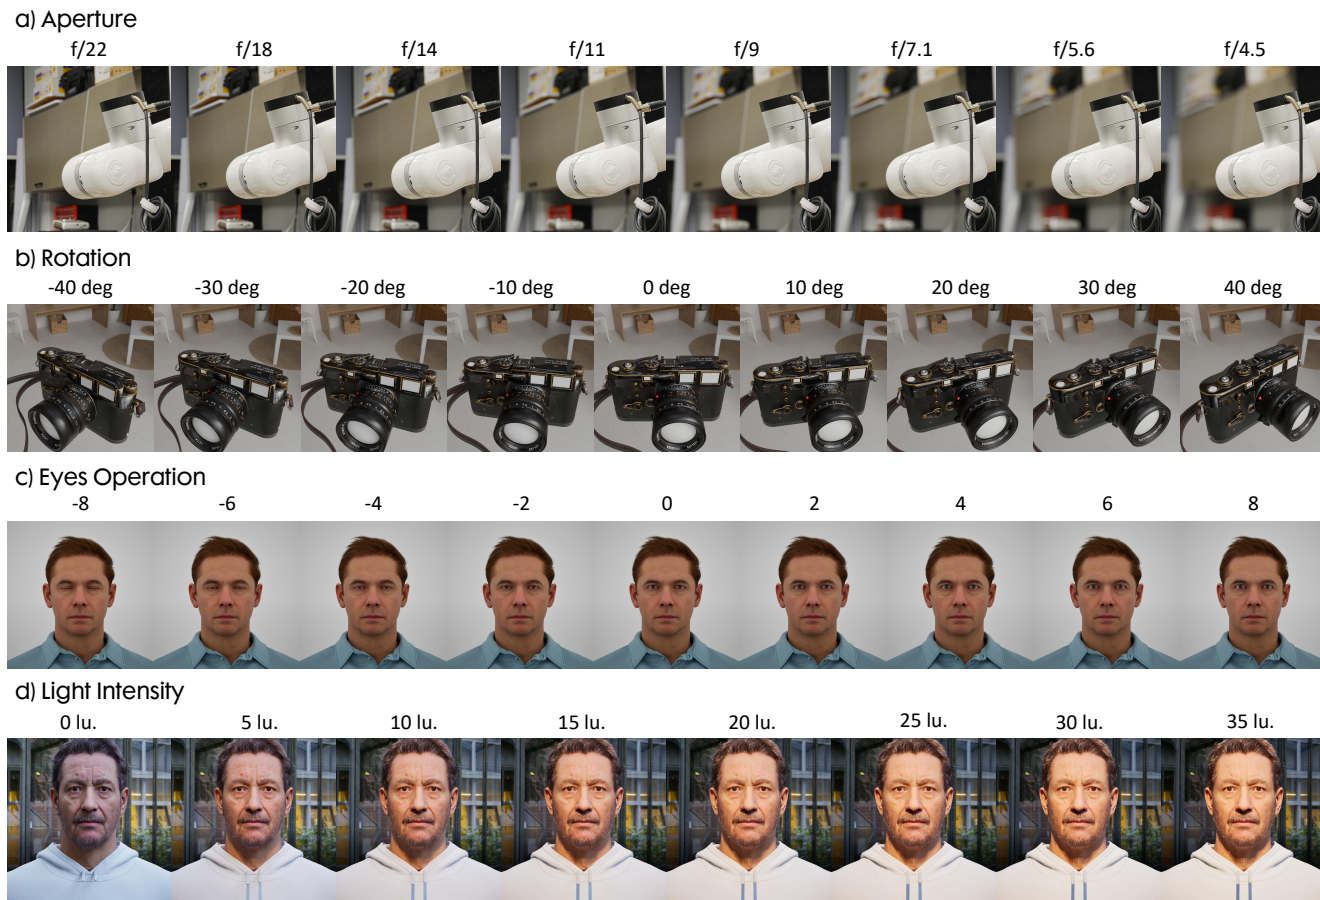 a) Aperture
f/22 f/18 f/14 f/11 f/9 f/7.1 f/5.6 f/4.5
b) Rotation
-40 deg -30 deg -20 deg -10 deg 0 deg 10 deg 20 deg 30 deg 40 deg
c) Eyes Operation
-8 -6 -4 -2 0 2 4 6 8
d) Light Intensity
0 lu. 5 lu. 10 lu. 15 lu. 20 lu. 25 lu. 30 lu. 35 lu.